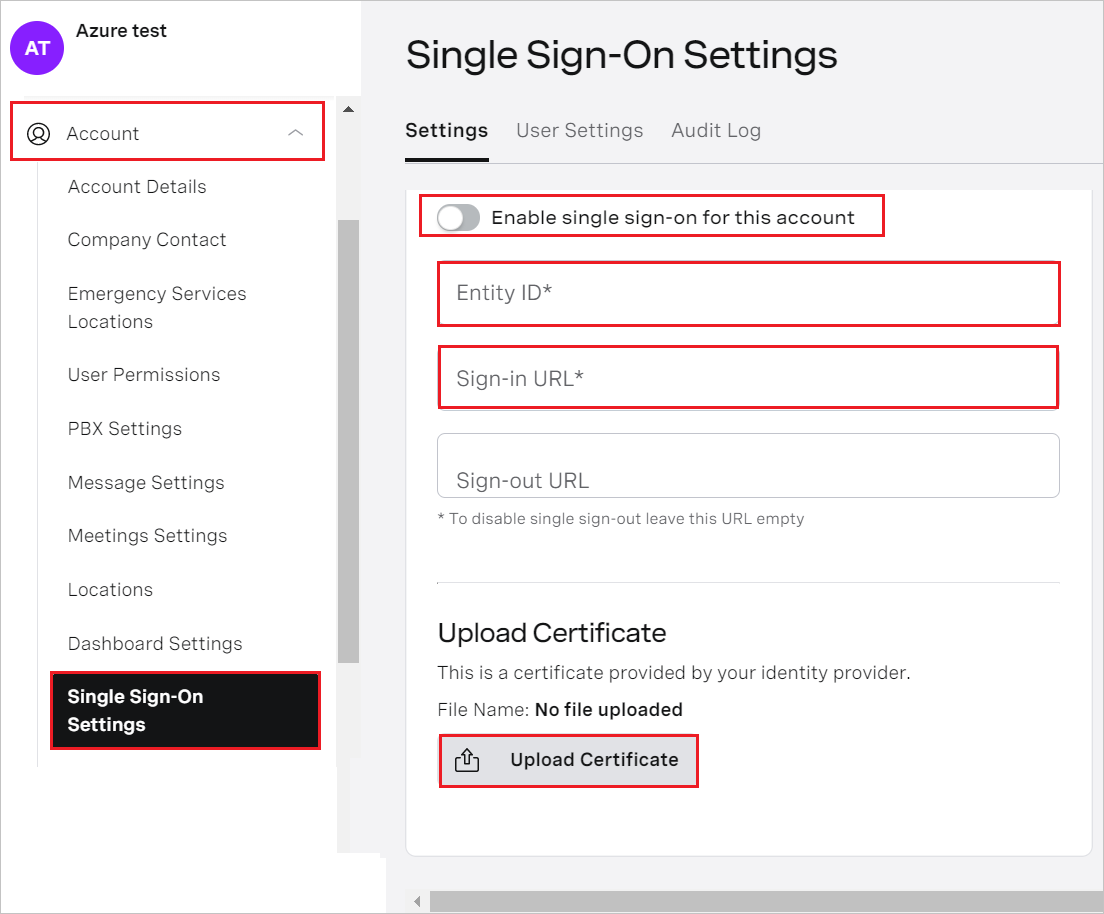 AT
Azure test
Account
Account Details
Company Contact
Emergency Services
Locations
User Permissions
PBX Settings
Message Settings
Meetings Settings
Locations
Dashboard Settings
Single Sign-On
Settings
Single Sign-On Settings
Settings User Settings Audit Log
Enable single sign-on for this account
Entity ID*
Sign-in URL*
Sign-out URL
* To disable single sign-out leave this URL empty
Upload Certificate
This is a certificate provided by your identity provider.
File Name: No file uploaded
Upload Certificate